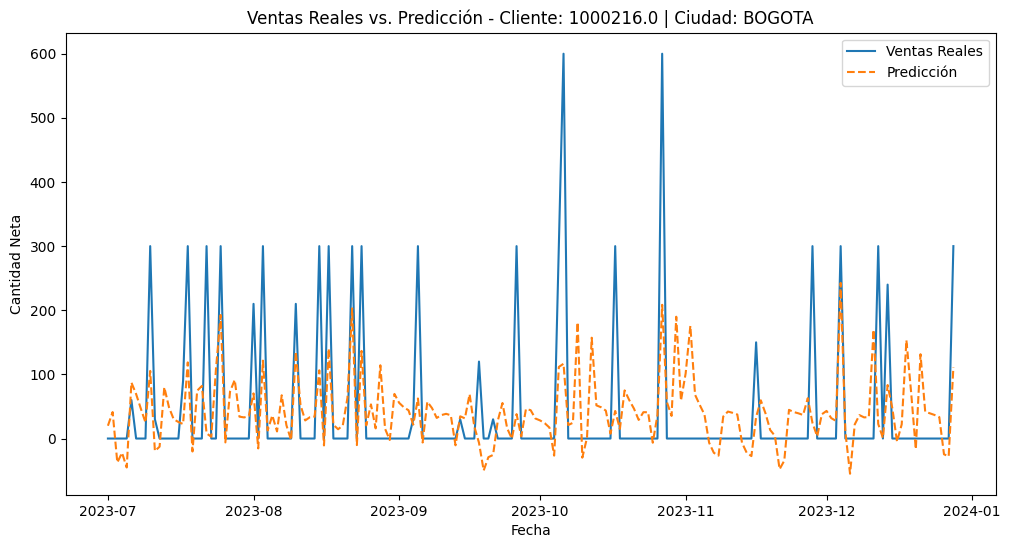 Ventas Reales vs. Predicción - Cliente: 1000216.0 | Ciudad: BOGOTA
Ventas Reales
Predicción
Cantidad Neta
600
500
400
300
200
100
0
2023-07
2023-08
2023-09
2023-10
2023-11
2023-12
2024-01
Fecha